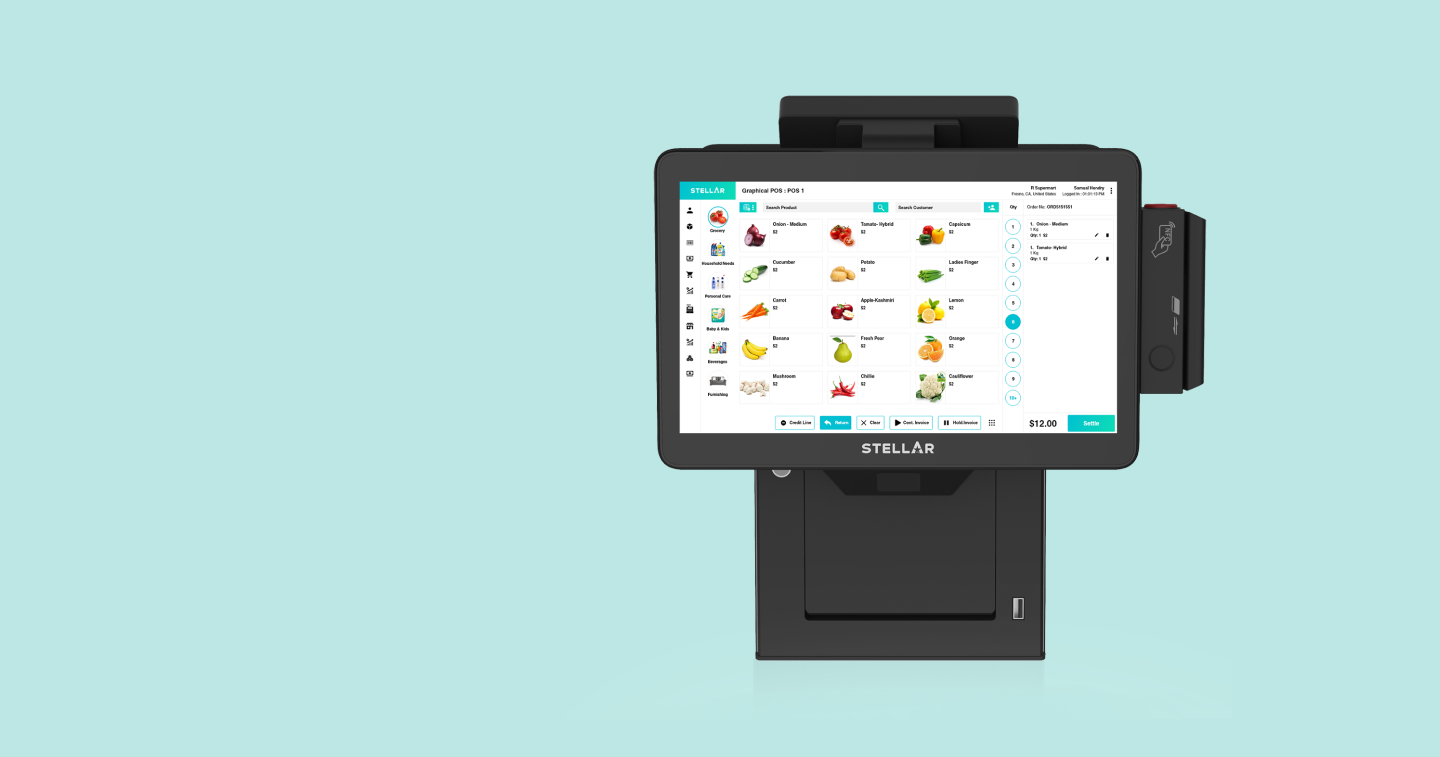 STELLAR
Graphical POS : POS 1
FI Supermart
Fresno, CA, United States
Samual Hendry
Logged In : 01:01:13 PM
Search Product
Search Customer
Qty
Order No. ORD5151551
Grocery
Household Needs
Personal Care
Baby & Kids
Beverages
Furnishing
Onion - Medium
$2
Tomato- Hybrid
$2
Capsicum
$2
Cucumber
$2
Potato
$2
Ladies Finger
$2
Carrot
$2
Apple-Kashmiri
$2
Lemon
$2
Banana
$2
Fresh Pear
$2
Orange
$2
Mushroom
$2
Chillie
$2
Cauliflower
$2
1
2
3
4
5
6
7
8
9
10+
1. Onion - Medium
1 Kg
Qty: 1 $2
1. Tomato- Hybrid
1 Kg
Qty: 1 $2
Credit Line
Return
Clear
Cont. Invoice
Hold Invoice
$12.00
Settle
STELLAR
NFC